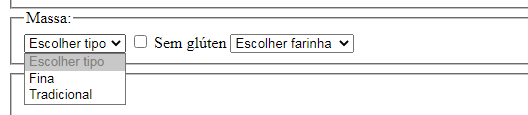 Massa:
Escolher tipo Sem glúten Escolher farinha
Escolher tipo
Fina
Tradicional